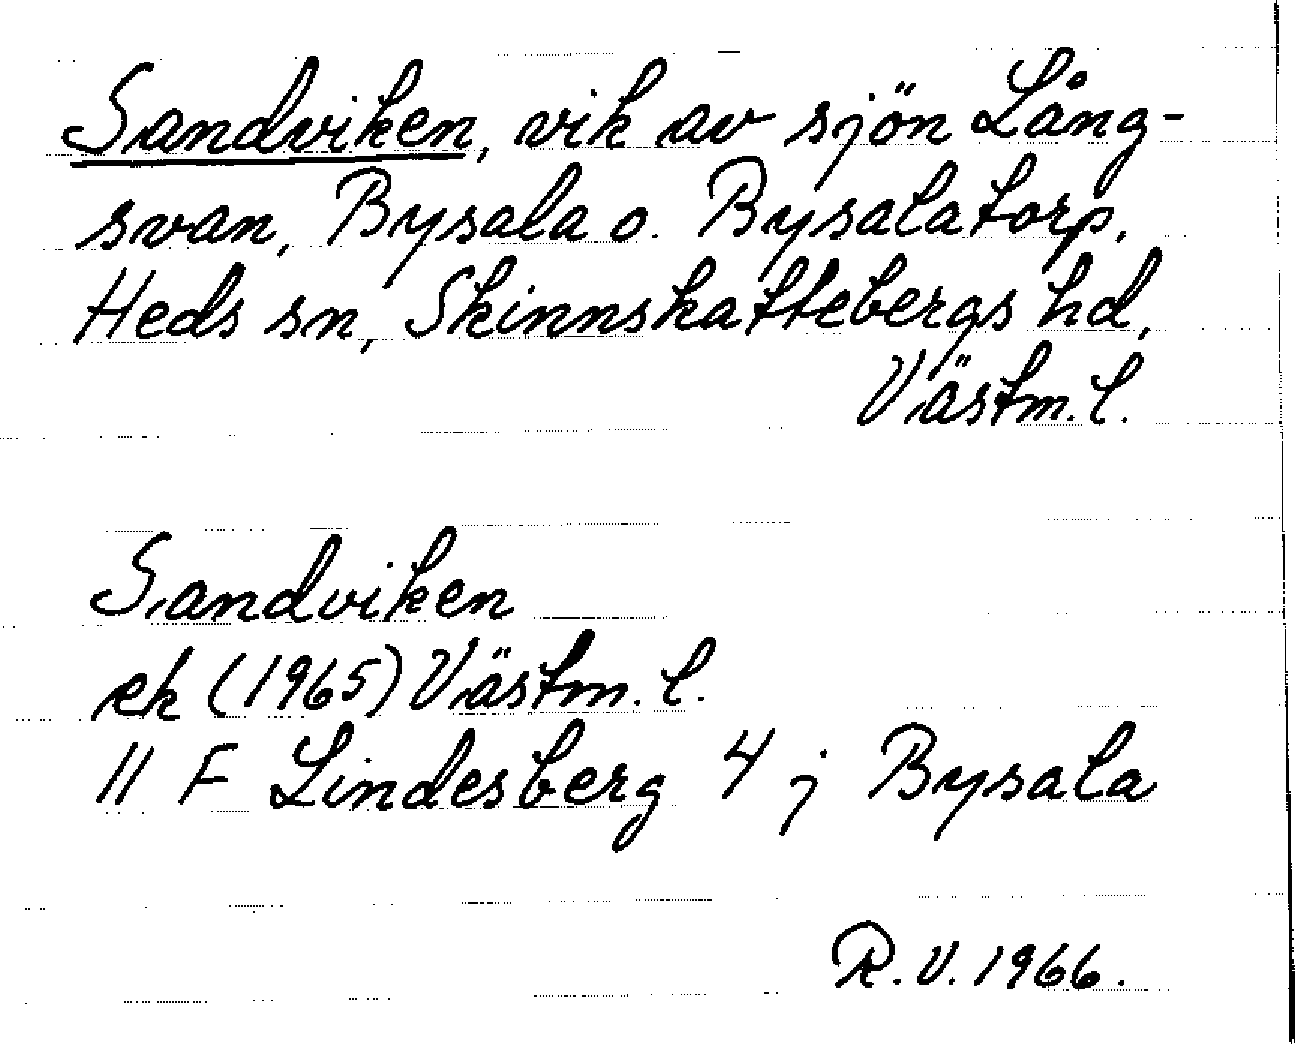 Sandviken, vik av sjön Lång-
svan, Bysala o. Bysalatorp,
Heds sn, Skinnskattebergs hd,
Västm. l.
Sandviken
ek (1965) Västm. l.
11 F Lindesberg 4 j Bysala
R.V. 1966.